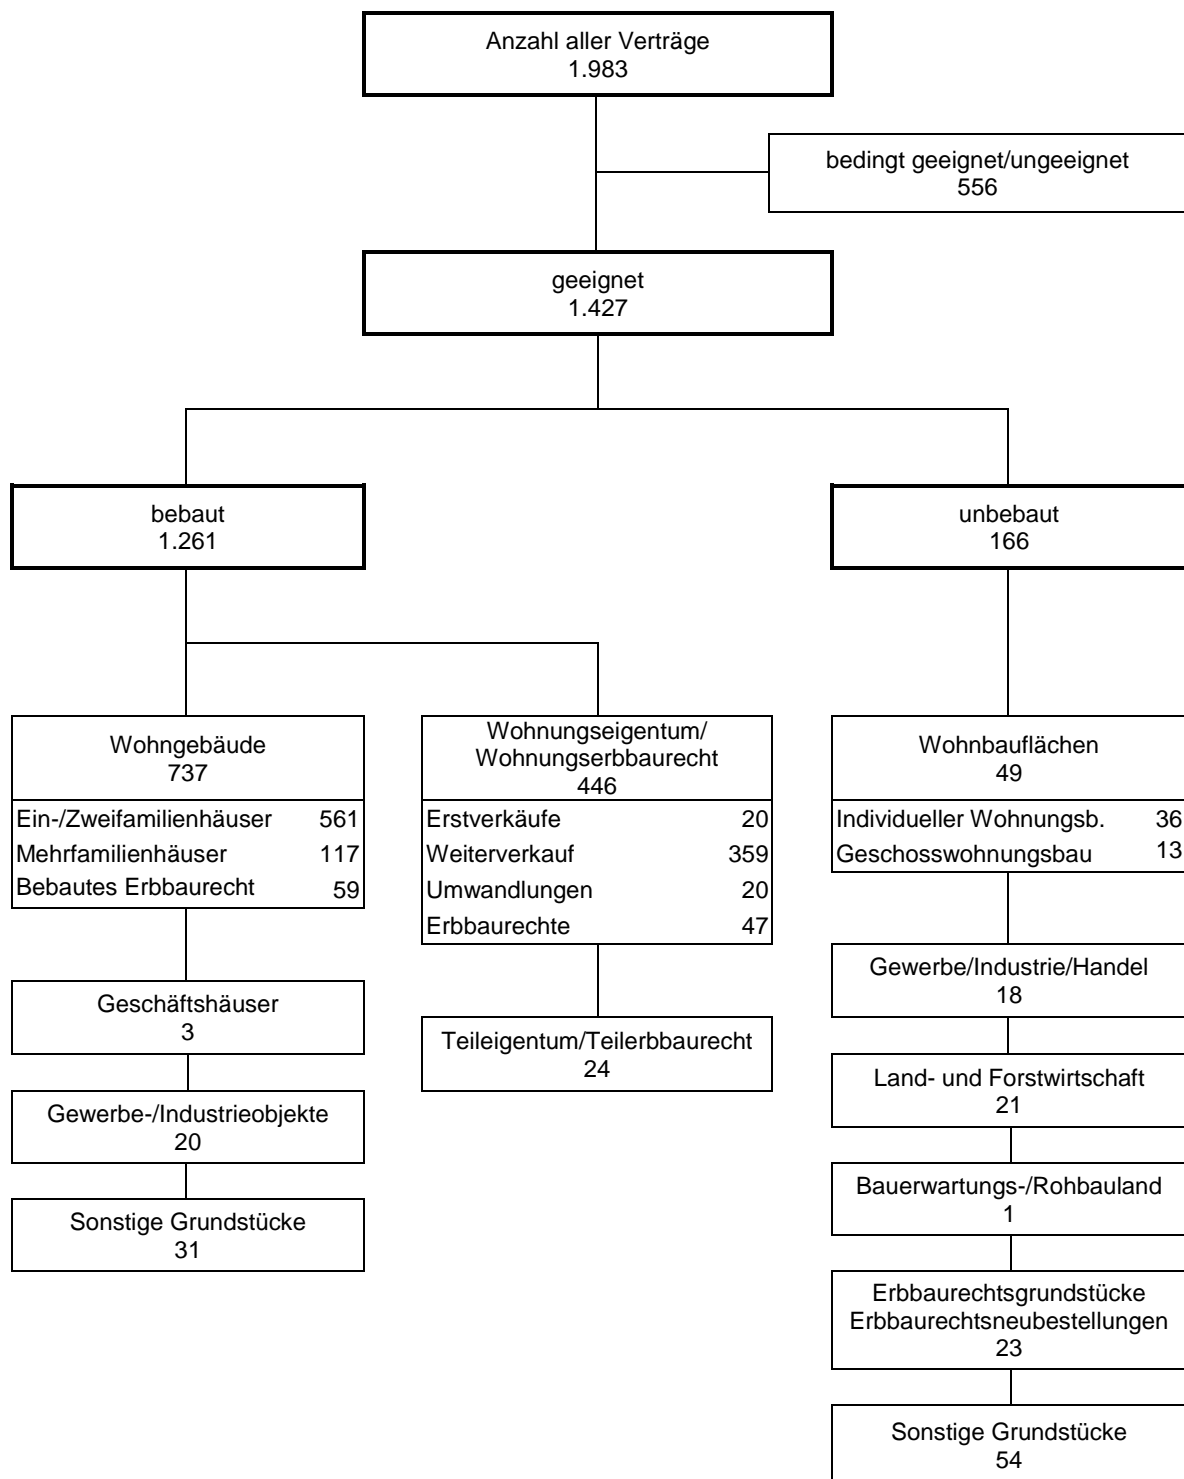 Anzahl aller Verträge
1.983
bedingt geeignet/ungeeignet
556
geeignet
1.427
bebaut
1.261
unbebaut
166
Wohngebäude
737
Ein-/Zweifamilienhäuser 561
Mehrfamilienhäuser 117
Bebautes Erbbaurecht 59
Geschäftshäuser
3
Gewerbe-/Industrieobjekte
20
Sonstige Grundstücke
31
Wohnungseigentum/
Wohnungserbbaurecht
446
Erstverkäufe 20
Weiterverkauf 359
Umwandlungen 20
Erbbaurechte 47
Teileigentum/Teilerbbaurecht
24
Wohnbauflächen
49
Individueller Wohnungsb. 36
Geschosswohnungsbau 13
Gewerbe/Industrie/Handel
18
Land- und Forstwirtschaft
21
Bauerwartungs-/Rohbauland
1
Erbbaurechtsgrundstücke
Erbbaurechtsneubestellungen
23
Sonstige Grundstücke
54